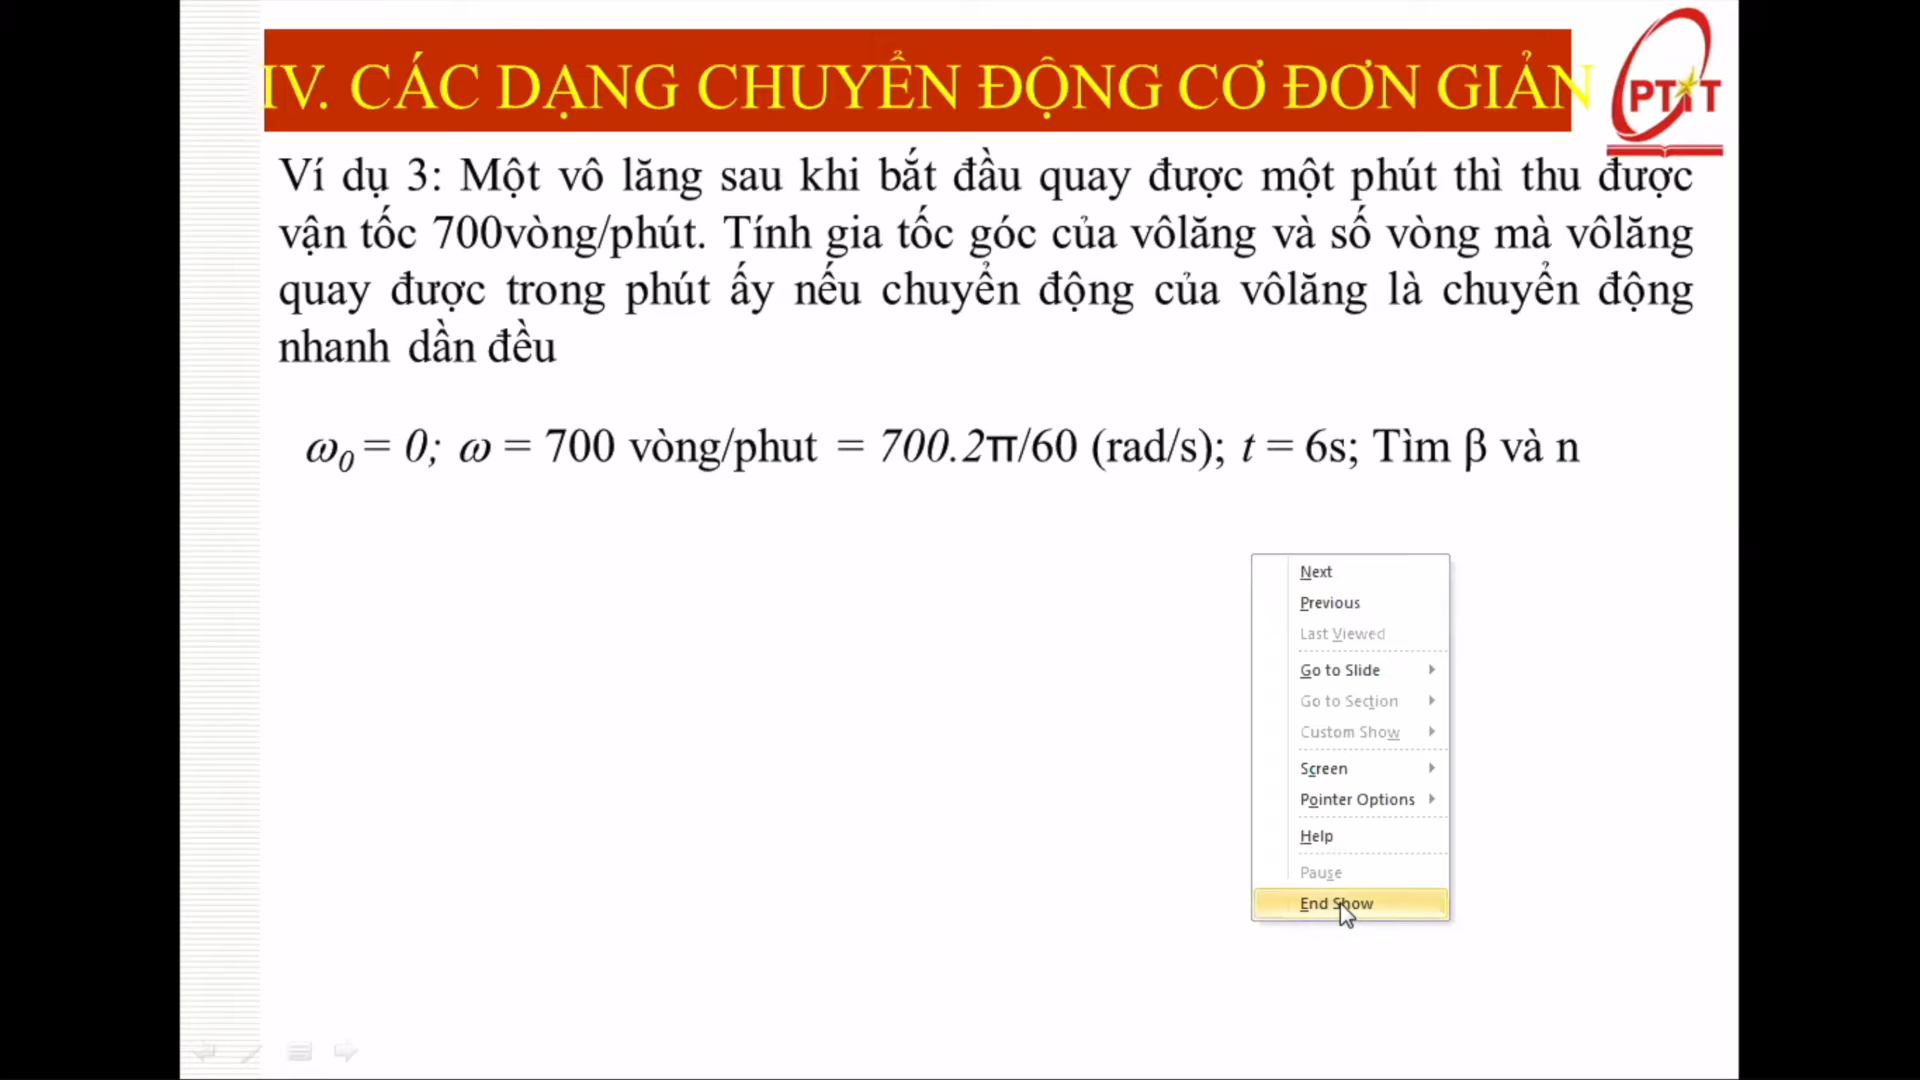 IV. CÁC DẠNG CHUYỂN ĐỘNG CƠ ĐƠN GIẢN
PTIT
Ví dụ 3: Một vô lăng sau khi bắt đầu quay được một phút thì thu được
vận tốc 700vòng/phút. Tính gia tốc góc của vôlăng và số vòng mà vôlăng
quay được trong phút ấy nếu chuyển động của vôlăng là chuyển động
nhanh dần đều
ω₀ = 0; ω = 700 vòng/phut = 700.2π/60 (rad/s); t = 6s; Tìm β và n
Next
Previous
Last Viewed
Go to Slide
Go to Section
Custom Show
Screen
Pointer Options
Help
Pause
End Show